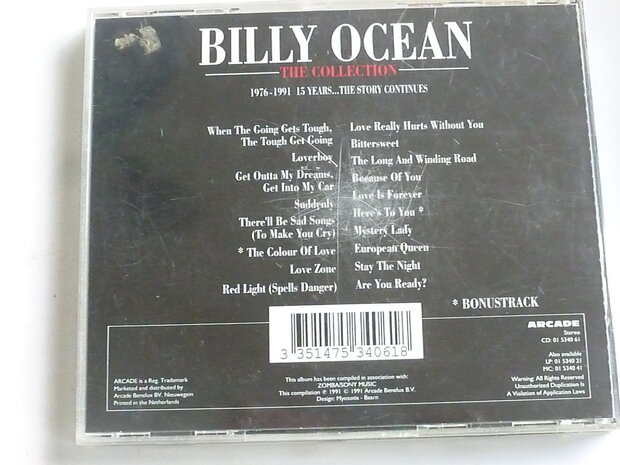 BILLY OCEAN
THE COLLECTION
1976-1991 15 YEARS...THE STORY CONTINUES
When The Going Gets Tough,
The Tough Get Going
Loverboy
Get Outta My Dreams,
Get Into My Car
Suddenly
There'll Be Sad Songs
(To Make You Cry)
* The Colour Of Love
Love Zone
Red Light (Spells Danger)
Love Really Hurts Without You
Bittersweet
The Long And Winding Road
Because Of You
Love Is Forever
Here's To You *
Mystery Lady
European Queen
Stay The Night
Are You Ready?
* BONUSTRACK
3 351475 340618
ARCADE is a Reg. Trademark
Marketed and distributed by
Arcade Benelux BV. Nieuwegein
Printed in the Netherlands
This album has been compiled in association with:
ZOMBA/SONY MUSIC
This compilation ℗ 1991 © 1991 Arcade Benelux B.V.
Design: Myosotis - Baarn
ARCADE
Stereo
CD: 01 5340 61
Also available
LP: 01 5340 21
MC: 01 5340 41
Warning: All Rights Reserved
Unauthorized Duplication Is
A Violation of Application Laws